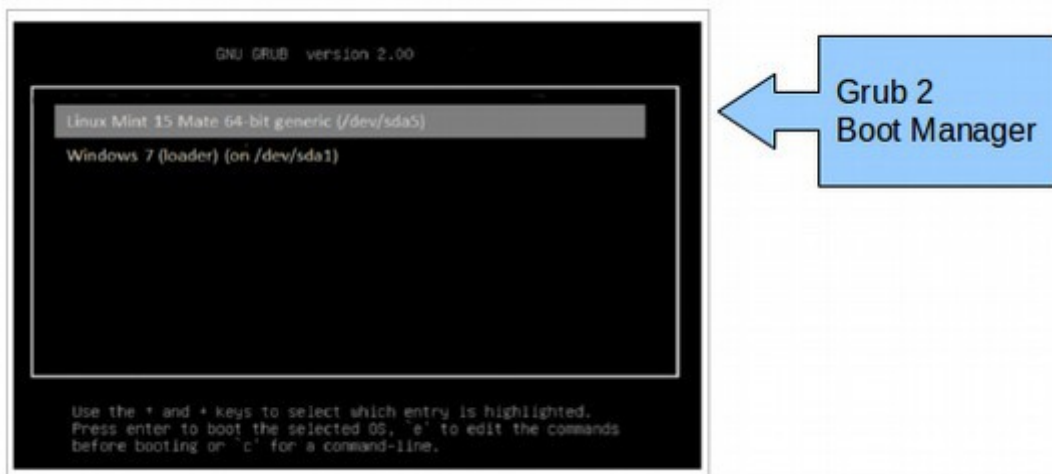 GNU GRUB version 2.00
Linux Mint 15 Mate 64-bit generic (/dev/sda5)
Windows 7 (loader) (on /dev/sda1)
Use the ↑ and ↓ keys to select which entry is highlighted.
Press enter to boot the selected OS, `e' to edit the commands
before booting or `c' for a command-line.
Grub 2
Boot Manager